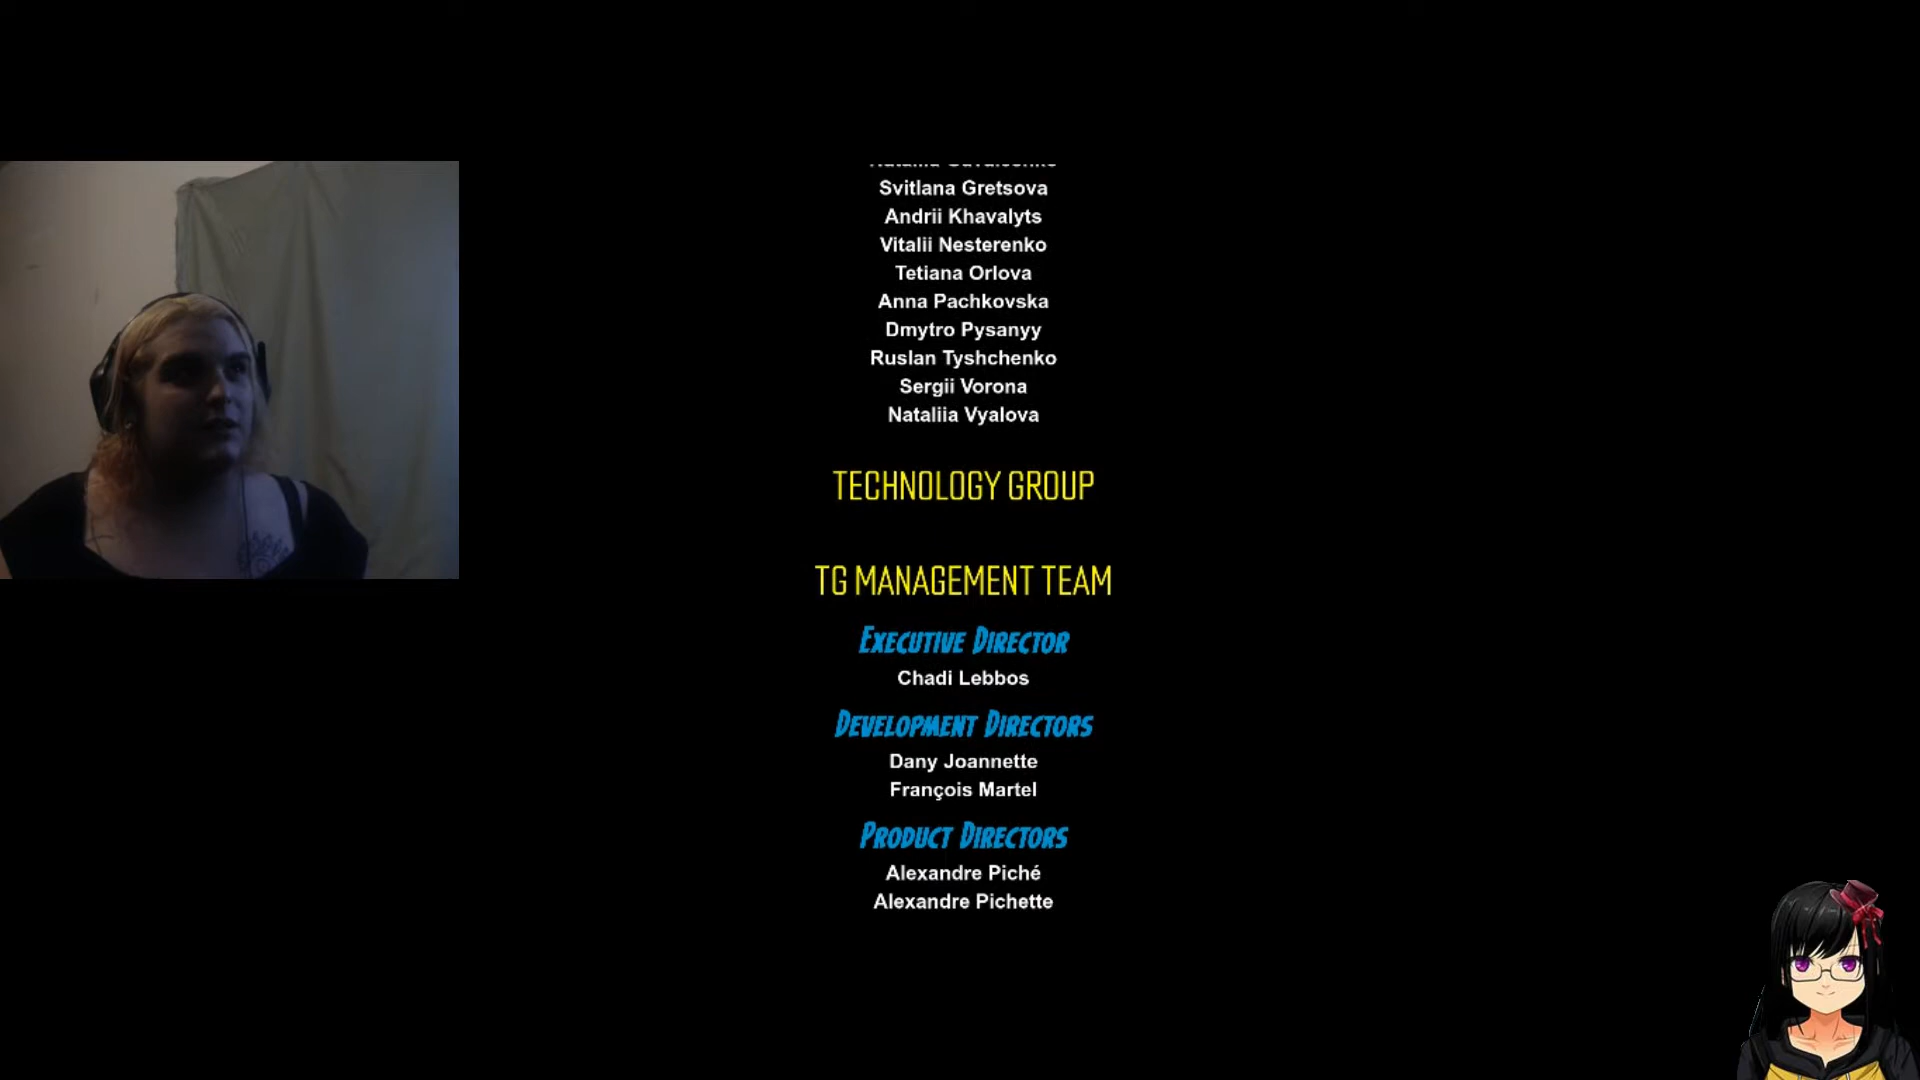 Svitlana Gretsova
Andrii Khavalyts
Vitalii Nesterenko
Tetiana Orlova
Anna Pachkovska
Dmytro Pysanyy
Ruslan Tyshchenko
Sergii Vorona
Nataliia Vyalova
TECHNOLOGY GROUP
TG MANAGEMENT TEAM
EXECUTIVE DIRECTOR
Chadi Lebbos
DEVELOPMENT DIRECTORS
Dany Joannette
François Martel
PRODUCT DIRECTORS
Alexandre Piché
Alexandre Pichette